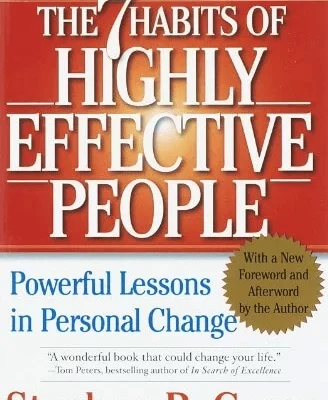 THE 7 HABITS OF
HIGHLY
EFFECTIVE
PEOPLE
Powerful Lessons
in Personal Change
With a New
Foreword and
Afterword
by the Author
"A wonderful book that could change your life."
—Tom Peters, bestselling author of In Search of Excellence